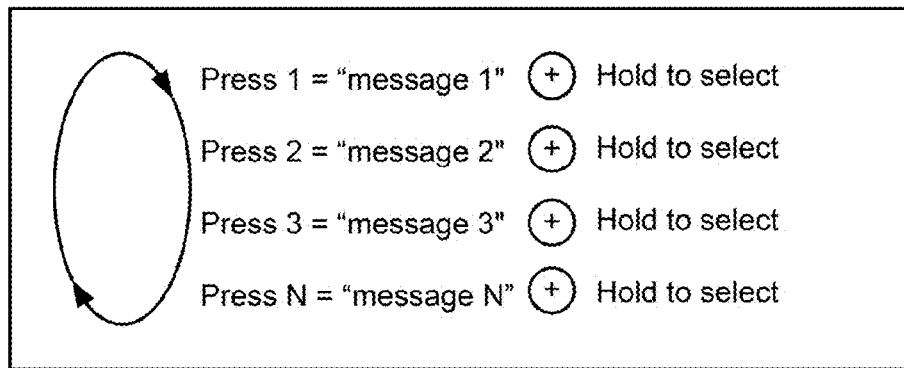 Press 1 = “message 1" + Hold to select
Press 2 = “message 2" + Hold to select
Press 3 = “message 3" + Hold to select
Press N = “message N” + Hold to select